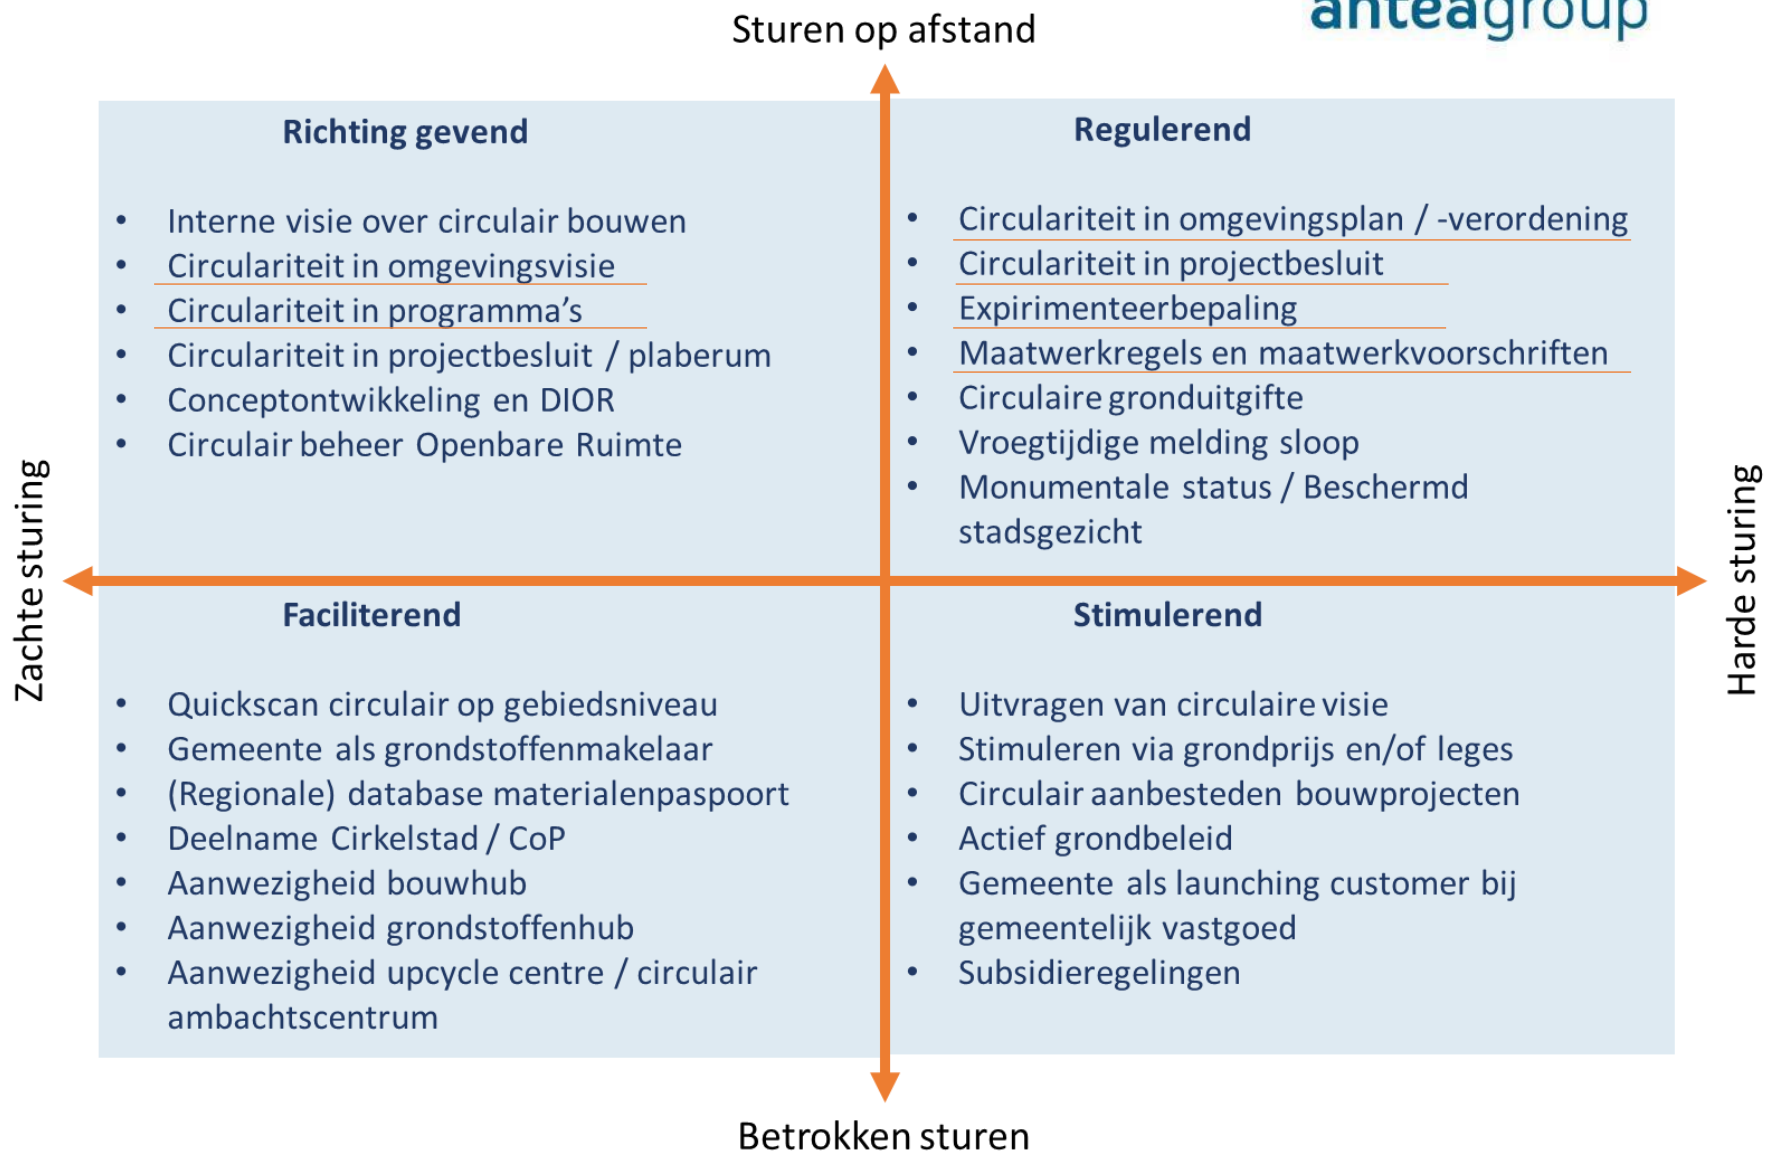 anteagroup
Sturen op afstand
Richting gevend
• Interne visie over circulair bouwen
• Circulariteit in omgevingsvisie
• Circulariteit in programma’s
• Circulariteit in projectbesluit / plaberum
• Conceptontwikkeling en DIOR
• Circulair beheer Openbare Ruimte
Regulerend
• Circulariteit in omgevingsplan / -verordening
• Circulariteit in projectbesluit
• Expirimenteerbepaling
• Maatwerkregels en maatwerkvoorschriften
• Circulaire gronduitgifte
• Vroegtijdige melding sloop
• Monumentale status / Beschermd
stadsgezicht
Zachte sturing
Harde sturing
Faciliterend
• Quickscan circulair op gebiedsniveau
• Gemeente als grondstoffenmakelaar
• (Regionale) database materialenpaspoort
• Deelname Cirkelstad / CoP
• Aanwezigheid bouwhub
• Aanwezigheid grondstoffenhub
• Aanwezigheid upcycle centre / circulair
ambachtscentrum
Stimulerend
• Uitvragen van circulaire visie
• Stimuleren via grondprijs en/of leges
• Circulair aanbesteden bouwprojecten
• Actief grondbeleid
• Gemeente als launching customer bij
gemeentelijk vastgoed
• Subsidieregelingen
Betrokken sturen